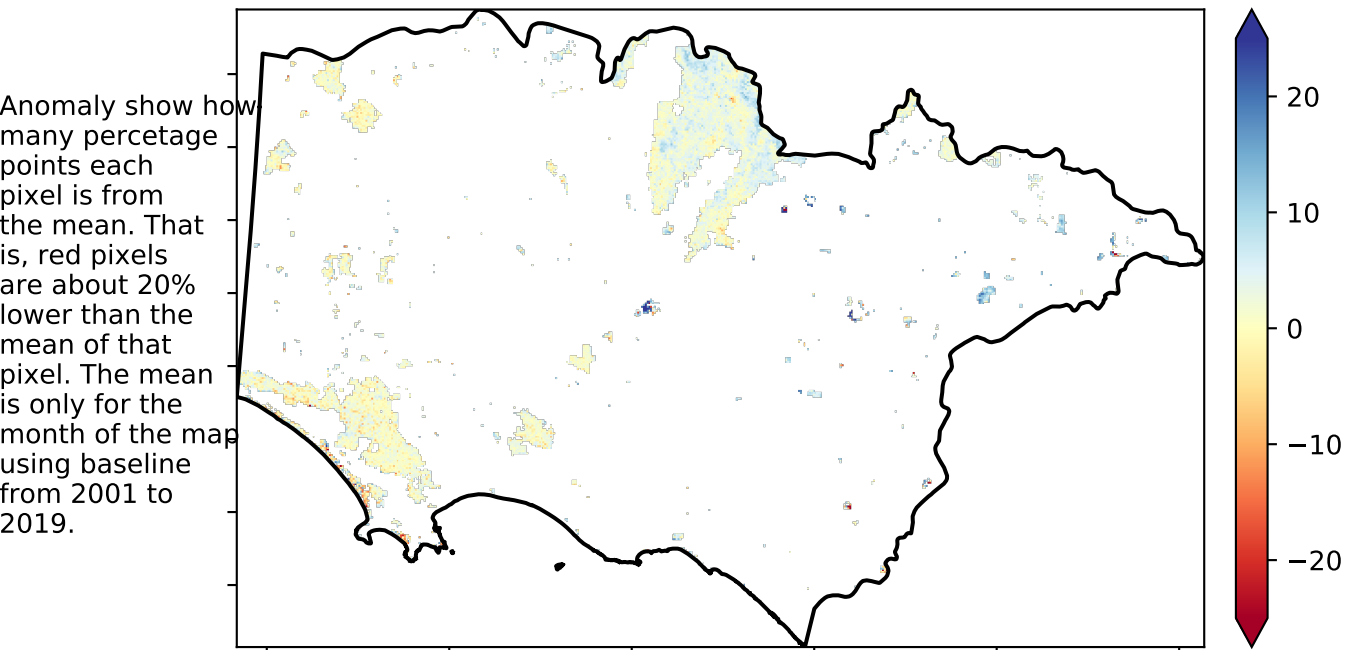 Anomaly show how
many percetage
points each
pixel is from
the mean. That
is, red pixels
are about 20%
lower than the
mean of that
pixel. The mean
is only for the
month of the map
using baseline
from 2001 to
2019.
20
10
0
−10
−20